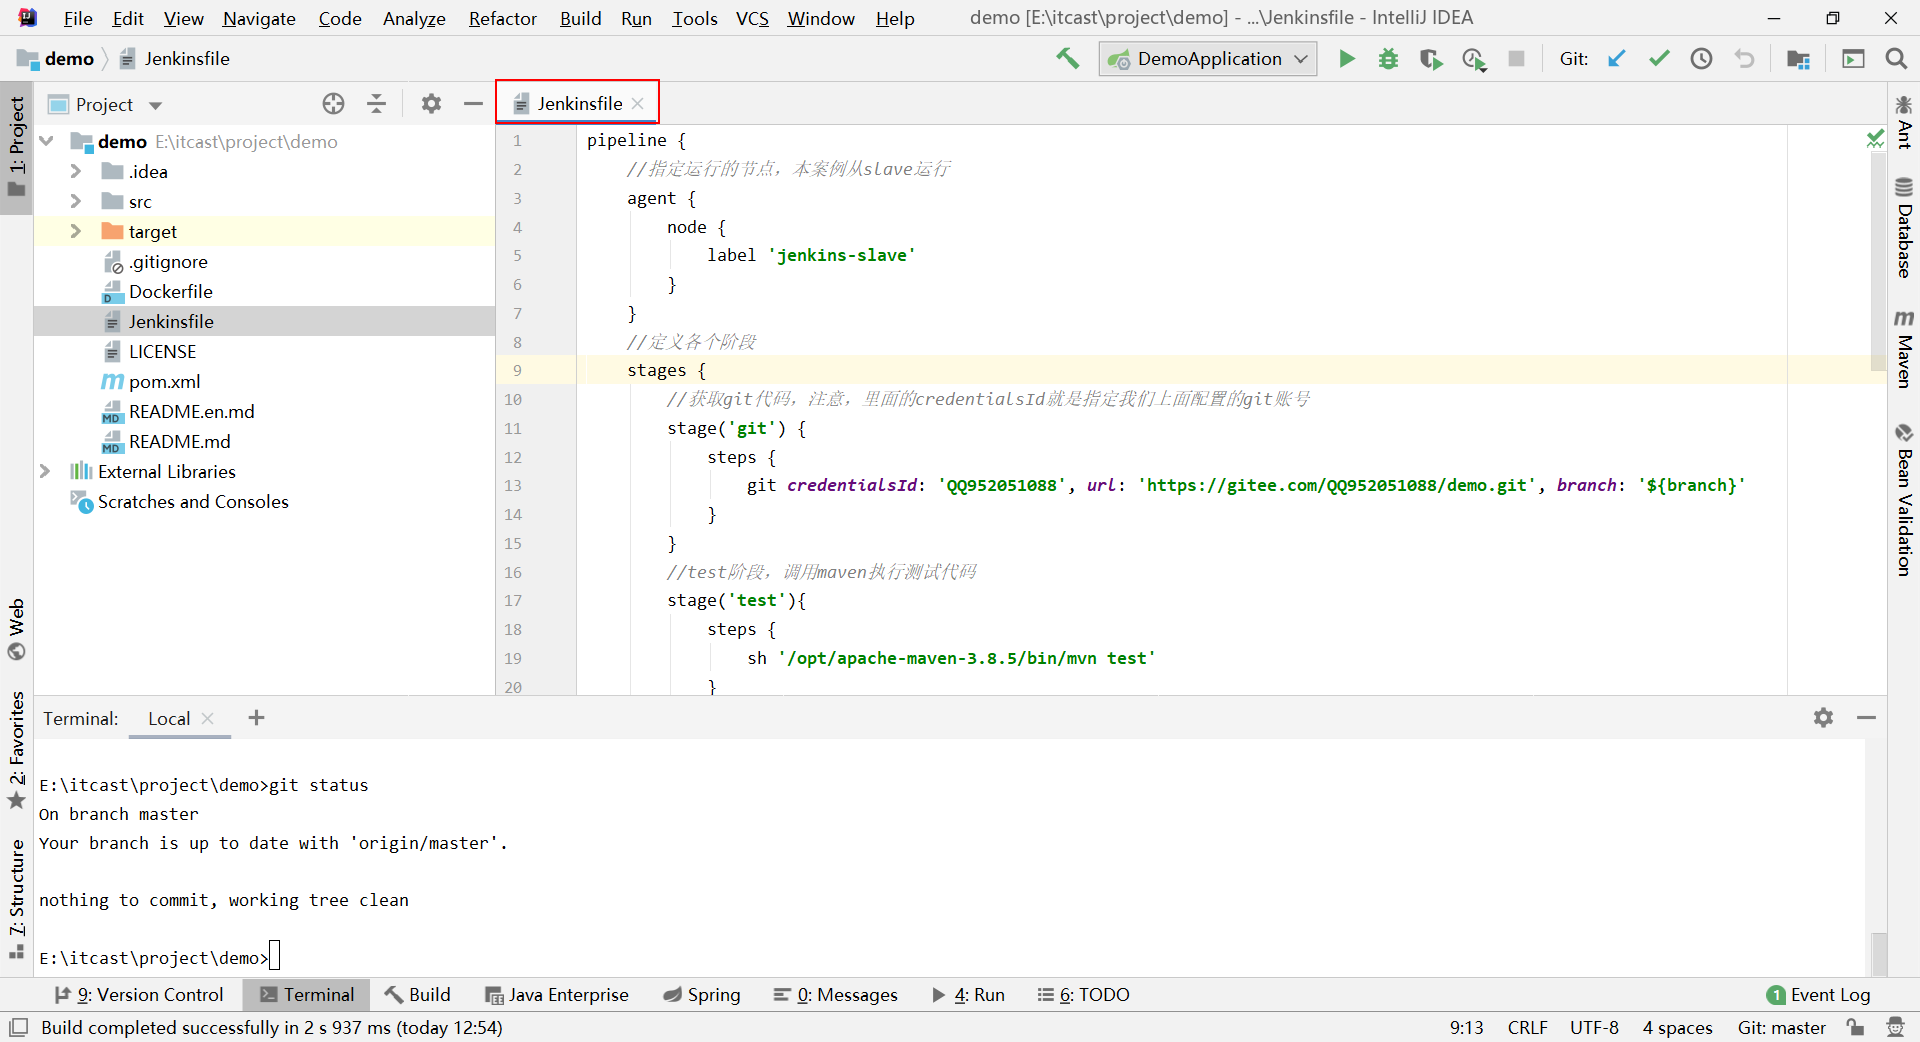 File Edit View Navigate Code Analyze Refactor Build Run Tools VCS Window Help demo [E:\itcast\project\demo] - ...\Jenkinsfile - IntelliJ IDEA
demo Jenkinsfile DemoApplication Git:
Project
Jenkinsfile
demo E:\itcast\project\demo
.idea
src
target
.gitignore
Dockerfile
Jenkinsfile
LICENSE
pom.xml
README.en.md
README.md
External Libraries
Scratches and Consoles
1: Project
Web
2: Favorites
7: Structure
1 pipeline {
2 //指定运行的节点，本案例从slave运行
3 agent {
4 node {
5 label 'jenkins-slave'
6 }
7 }
8 //定义各个阶段
9 stages {
10 //获取git代码，注意，里面的credentialsId就是指定我们上面配置的git账号
11 stage('git') {
12 steps {
13 git credentialsId: 'QQ952051088', url: 'https://gitee.com/QQ952051088/demo.git', branch: '${branch}'
14 }
15 }
16 //test阶段，调用maven执行测试代码
17 stage('test'){
18 steps {
19 sh '/opt/apache-maven-3.8.5/bin/mvn test'
20 }
Ant
Database
Maven
Bean Validation
Terminal: Local
E:\itcast\project\demo>git status
On branch master
Your branch is up to date with 'origin/master'.
nothing to commit, working tree clean
E:\itcast\project\demo>
9: Version Control Terminal Build Java Enterprise Spring 0: Messages 4: Run 6: TODO 1 Event Log
Build completed successfully in 2 s 937 ms (today 12:54) 9:13 CRLF UTF-8 4 spaces Git: master